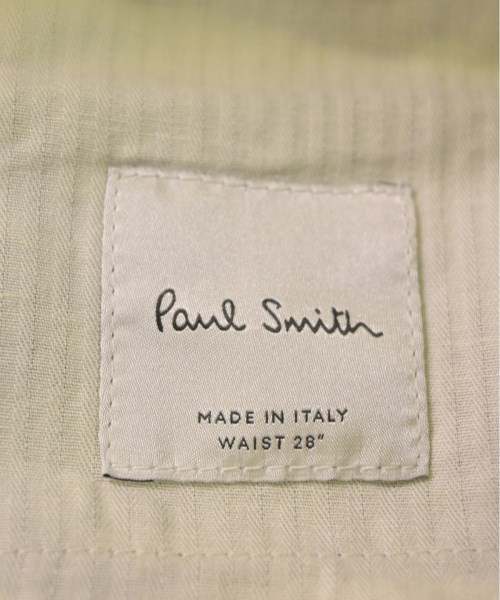 Paul Smith
MADE IN ITALY
WAIST 28"